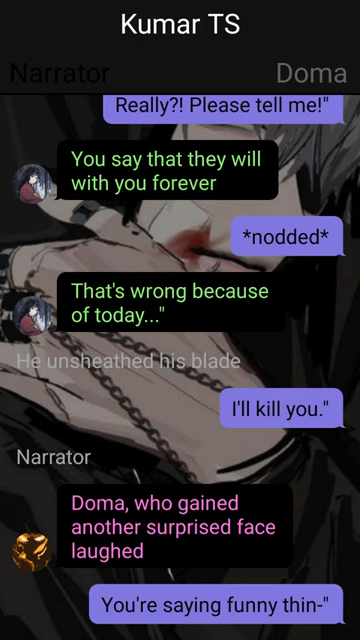 Kumar TS
Narrator
Doma
Really?! Please tell me!"
You say that they will
with you forever
*nodded*
That's wrong because
of today..."
He unsheathed his blade
I'll kill you."
Narrator
Doma, who gained
another surprised face
laughed
You're saying funny thin-"